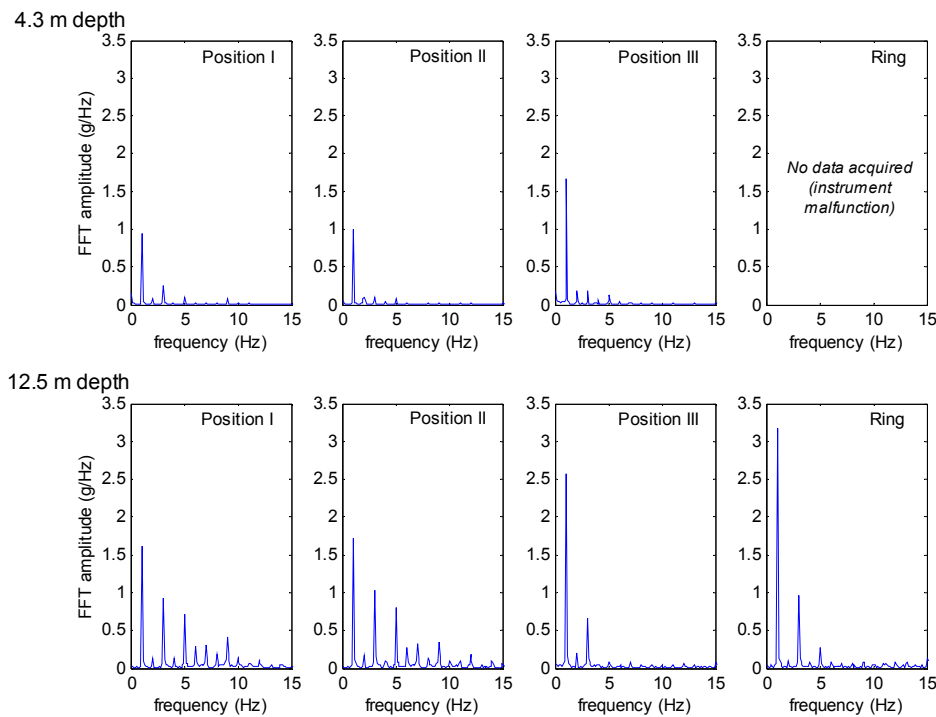 4.3 m depth
Position I
Position II
Position III
Ring
FFT amplitude (g/Hz)
3.5
3
2.5
2
1.5
1
0.5
0
0 5 10 15
frequency (Hz)
3.5
3
2.5
2
1.5
1
0.5
0
0 5 10 15
frequency (Hz)
3.5
3
2.5
2
1.5
1
0.5
0
0 5 10 15
frequency (Hz)
3.5
3
2.5
2
1.5
1
0.5
0
No data acquired
(instrument
malfunction)
0 5 10 15
frequency (Hz)
12.5 m depth
Position I
Position II
Position III
Ring
FFT amplitude (g/Hz)
3.5
3
2.5
2
1.5
1
0.5
0
0 5 10 15
frequency (Hz)
3.5
3
2.5
2
1.5
1
0.5
0
0 5 10 15
frequency (Hz)
3.5
3
2.5
2
1.5
1
0.5
0
0 5 10 15
frequency (Hz)
3.5
3
2.5
2
1.5
1
0.5
0
0 5 10 15
frequency (Hz)